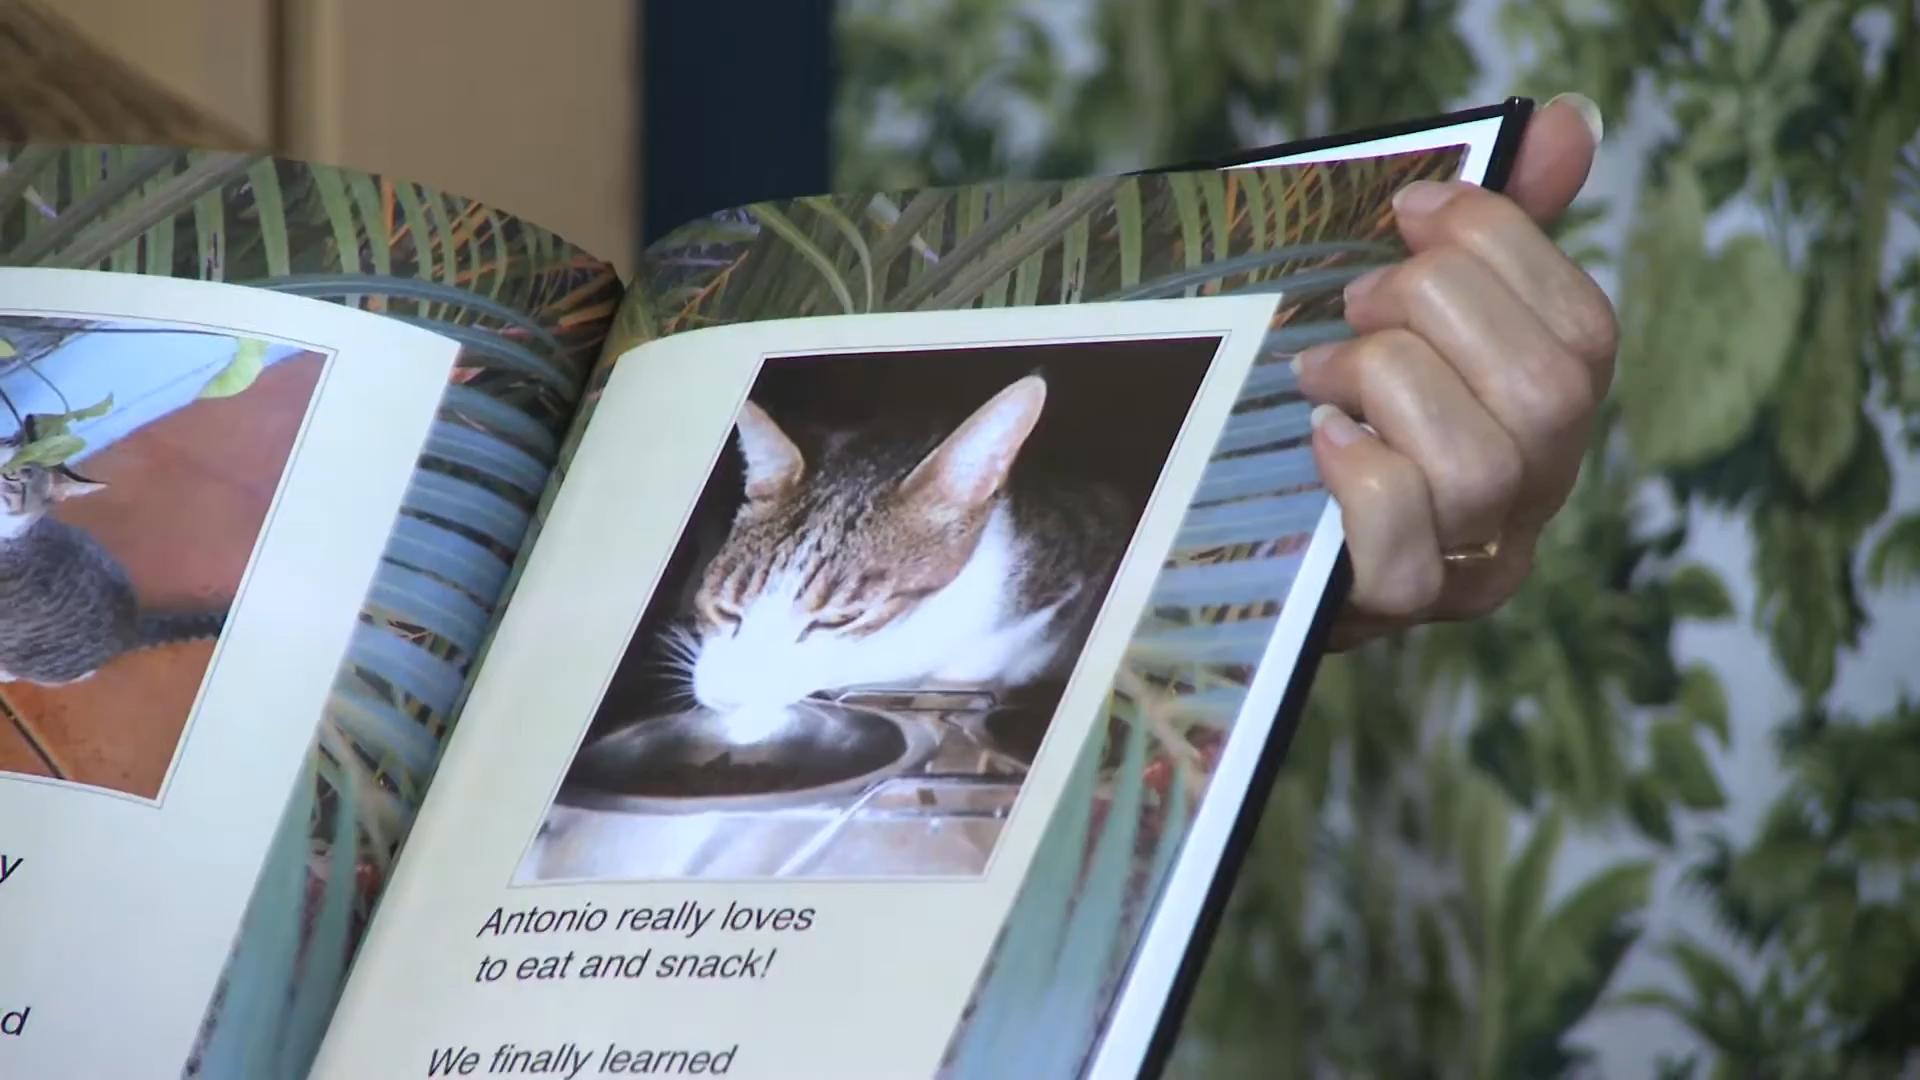 y
d
Antonio really loves
to eat and snack!
We finally learned